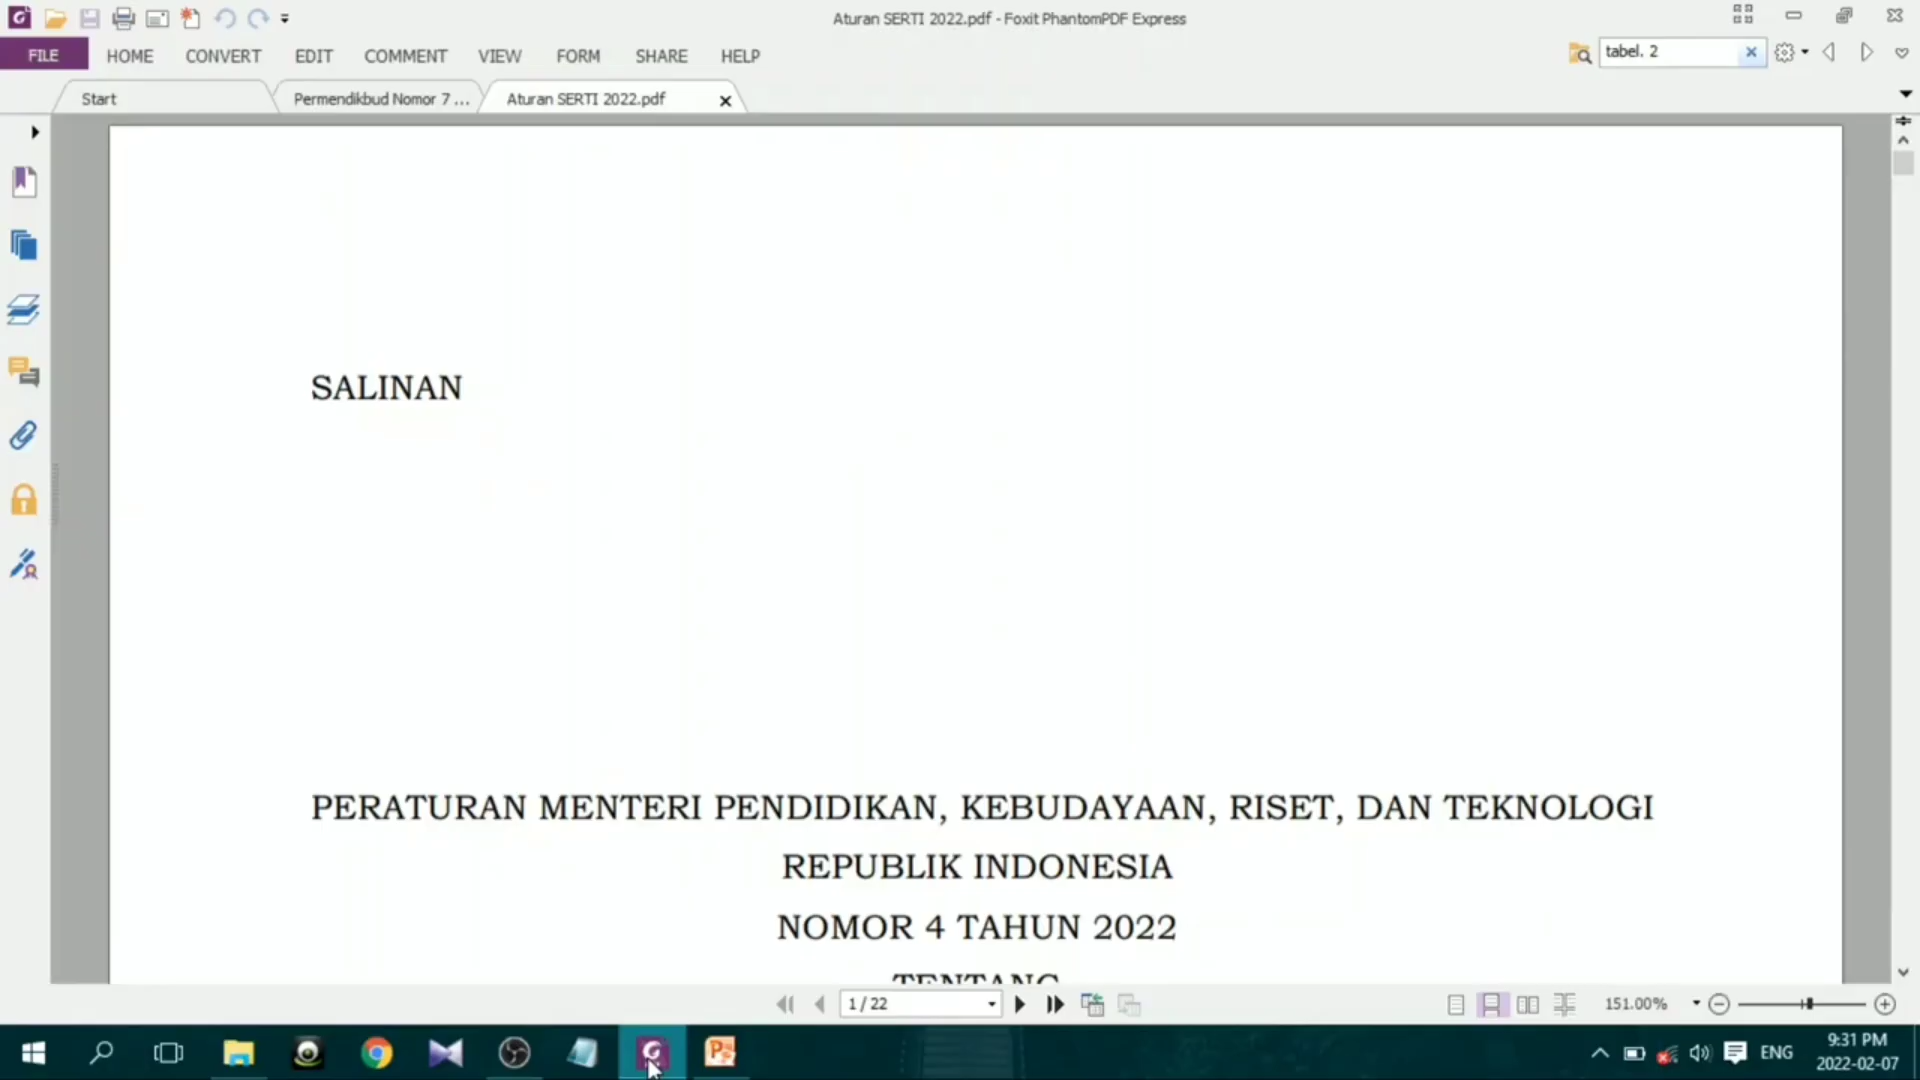 Aturan SERTI 2022.pdf - Foxit PhantomPDF Express
FILE HOME CONVERT EDIT COMMENT VIEW FORM SHARE HELP
tabel. 2
Start
Permendikbud Nomor 7 ...
Aturan SERTI 2022.pdf
SALINAN
PERATURAN MENTERI PENDIDIKAN, KEBUDAYAAN, RISET, DAN TEKNOLOGI
REPUBLIK INDONESIA
NOMOR 4 TAHUN 2022
TENTANG
1 / 22
151.00%
ENG
9:31 PM
2022-02-07